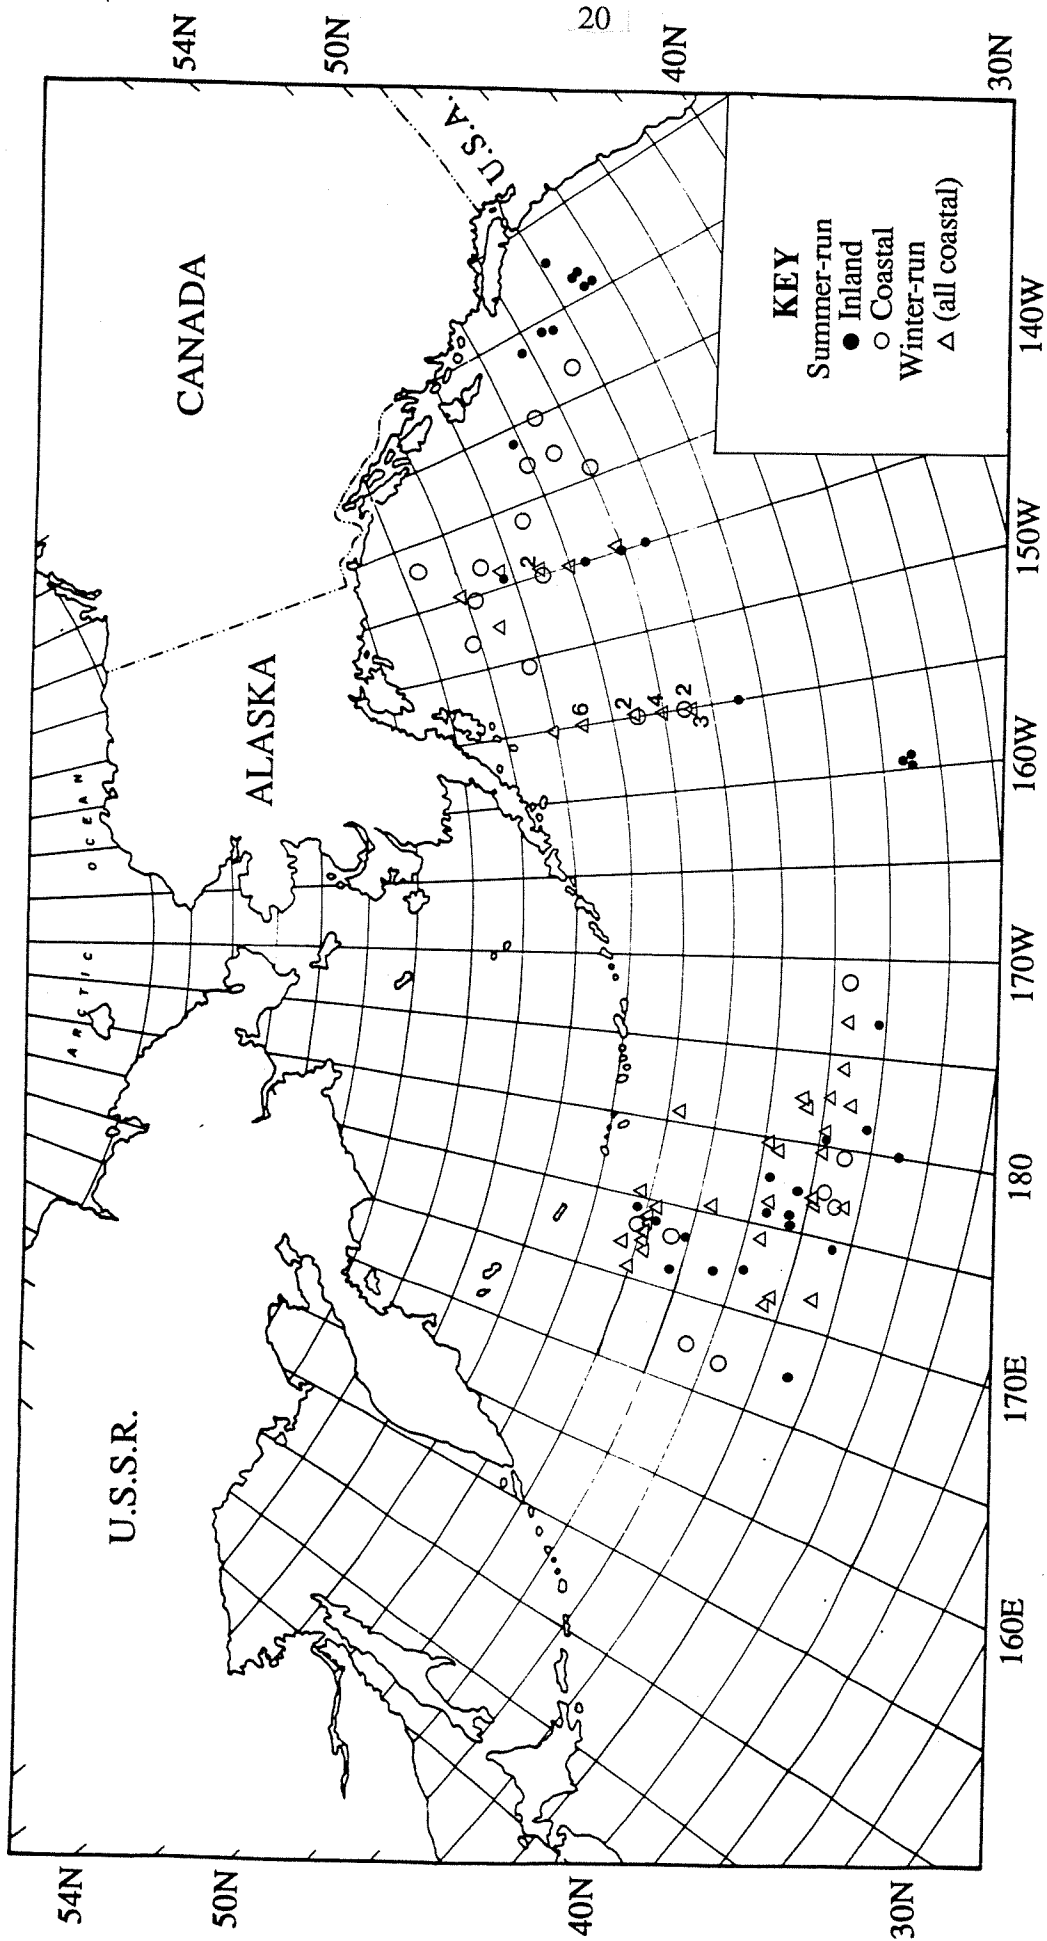 20
54N
50N
40N
30N
U.S.S.R.
ARCTIC OCEAN
ALASKA
CANADA
U.S.A.
6
2
4
2
3
2
KEY
Summer-run
● Inland
○ Coastal
Winter-run
△ (all coastal)
54N
50N
40N
30N
160E
170E
180
170W
160W
150W
140W